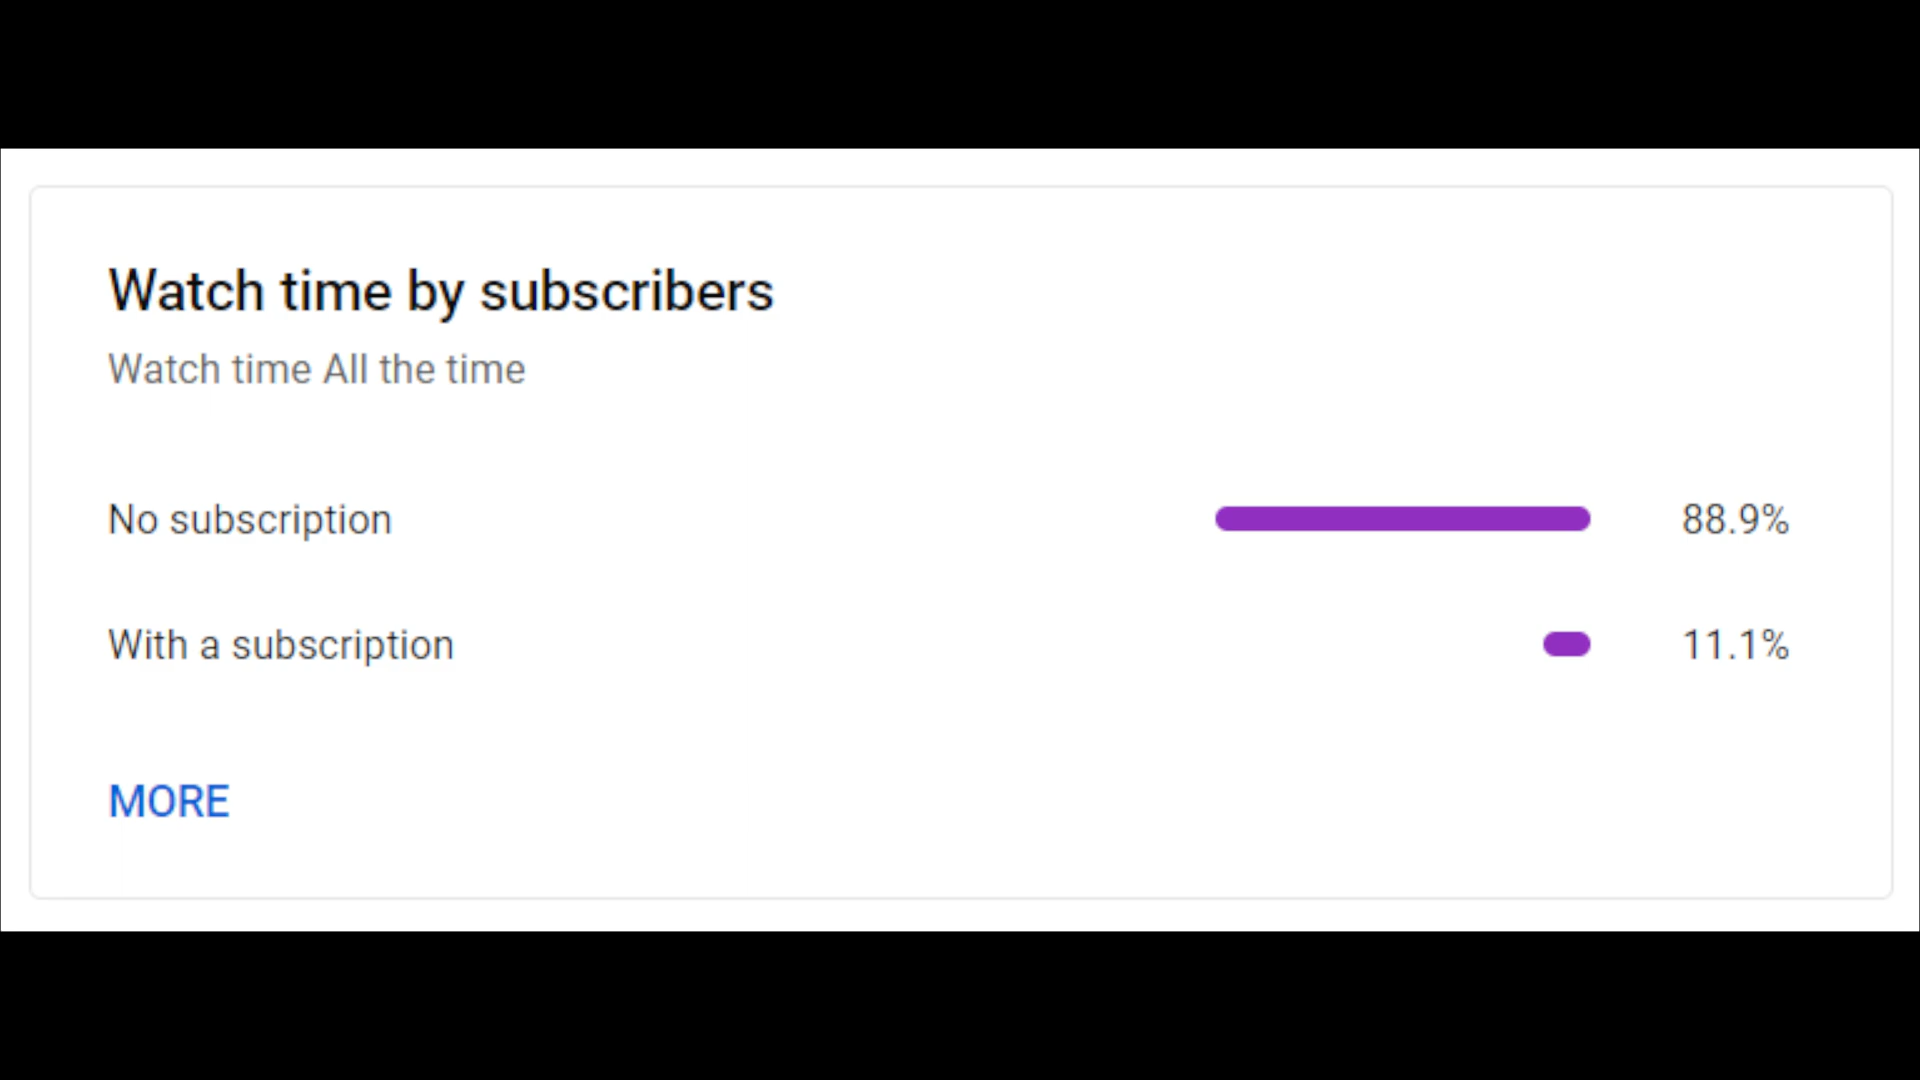 Watch time by subscribers
Watch time All the time
No subscription 88.9%
With a subscription 11.1%
MORE